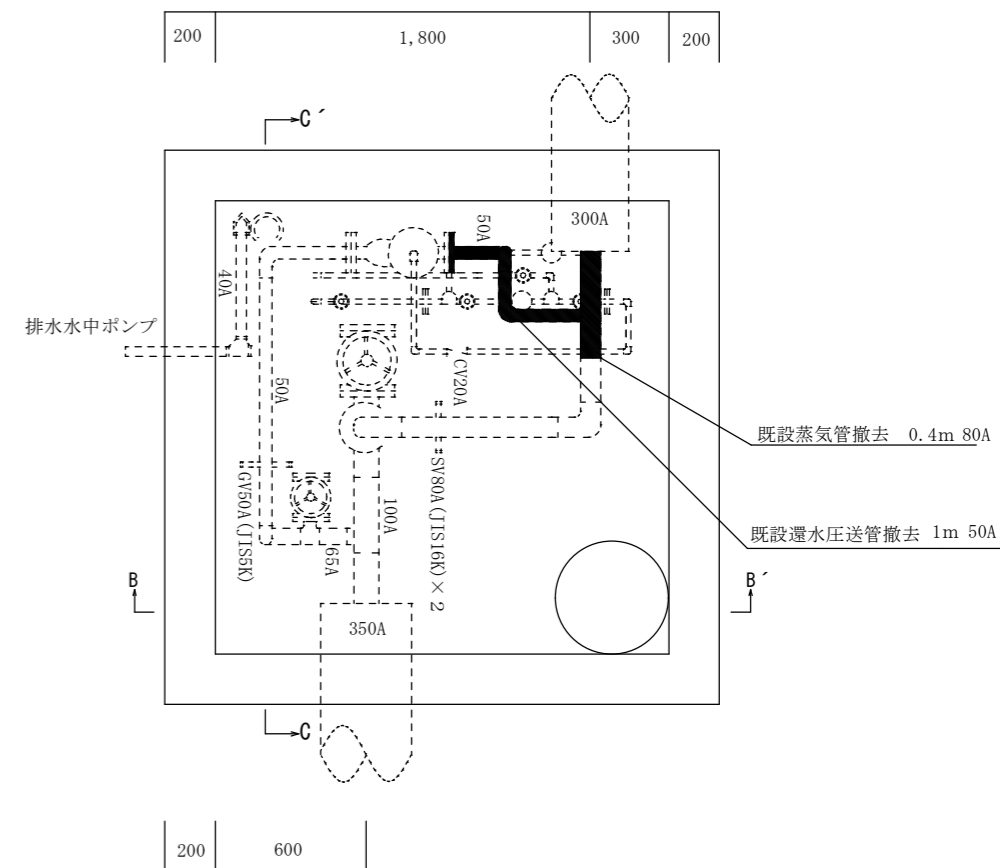 200
1,800
300
200
C´
300A
50A
40A
排水水中ポンプ
50A
CV20A
既設蒸気管撤去 0.4m 80A
GV50A(JIS5K)
65A
100A
SV80A(JIS16K)×2
既設還水圧送管撤去 1m 50A
B
B´
350A
C
200
600